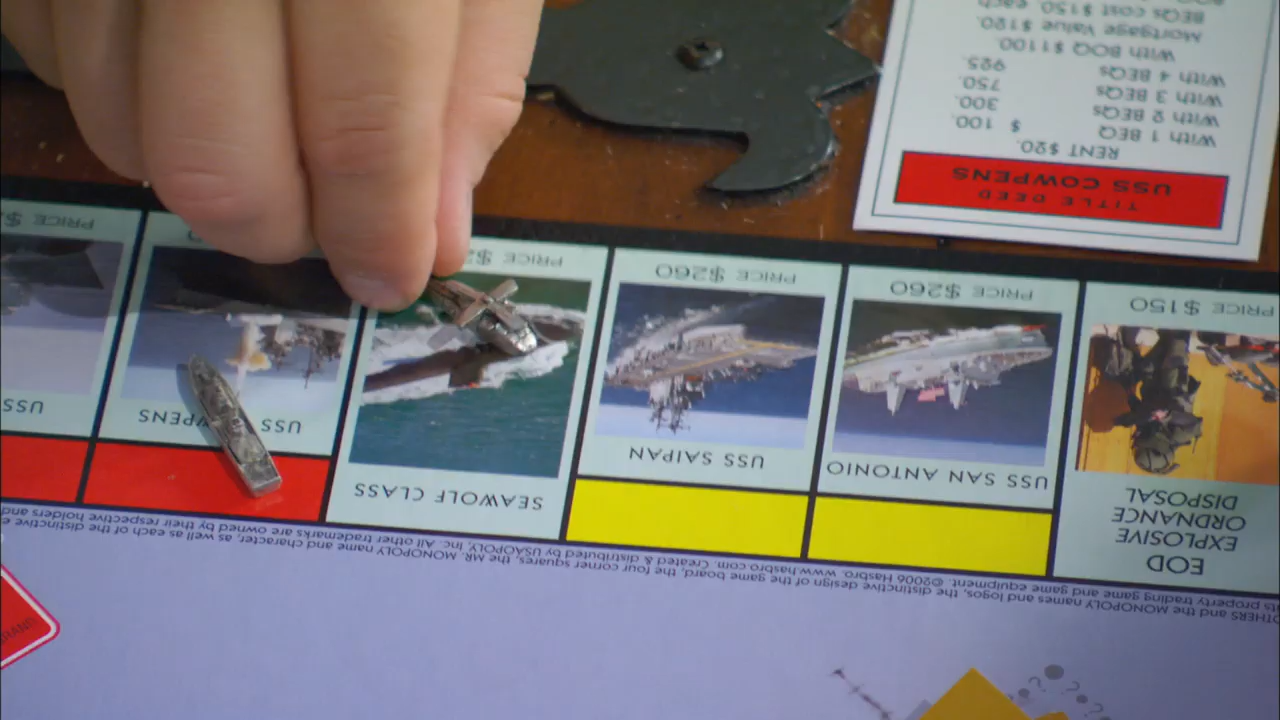 TITLE DEED
USS COWPENS
RENT $20.
With 1 BEQ $ 100.
With 2 BEQs 300.
With 3 BEQs 750.
With 4 BEQs 925.
With BOQ $1100.
Mortgage Value $120.
BEQs cost $150. each
EOD
EXPLOSIVE
ORDNANCE
DISPOSAL
PRICE $150
USS SAN ANTONIO
PRICE $260
USS SAIPAN
PRICE $260
SEAWOLF CLASS
PRICE
USS
USS
PRICE
property trading game and game equipment. ©2006 Hasbro. www.hasbro.com. Created & distributed by USAOPOLY, Inc. All other trademarks are owned by their respective holders
and the MONOPOLY names and logos, the distinctive design of the game board, the four corner squares, the MR. MONOPOLY name and character, as well as each of the distinctive